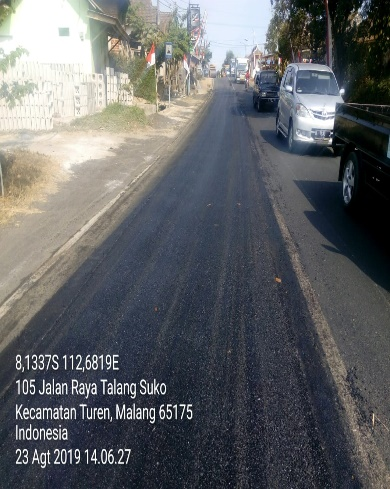 8,1337S 112,6819E
105 Jalan Raya Talang Suko
Kecamatan Turen, Malang 65175
Indonesia
23 Agt 2019 14.06.27